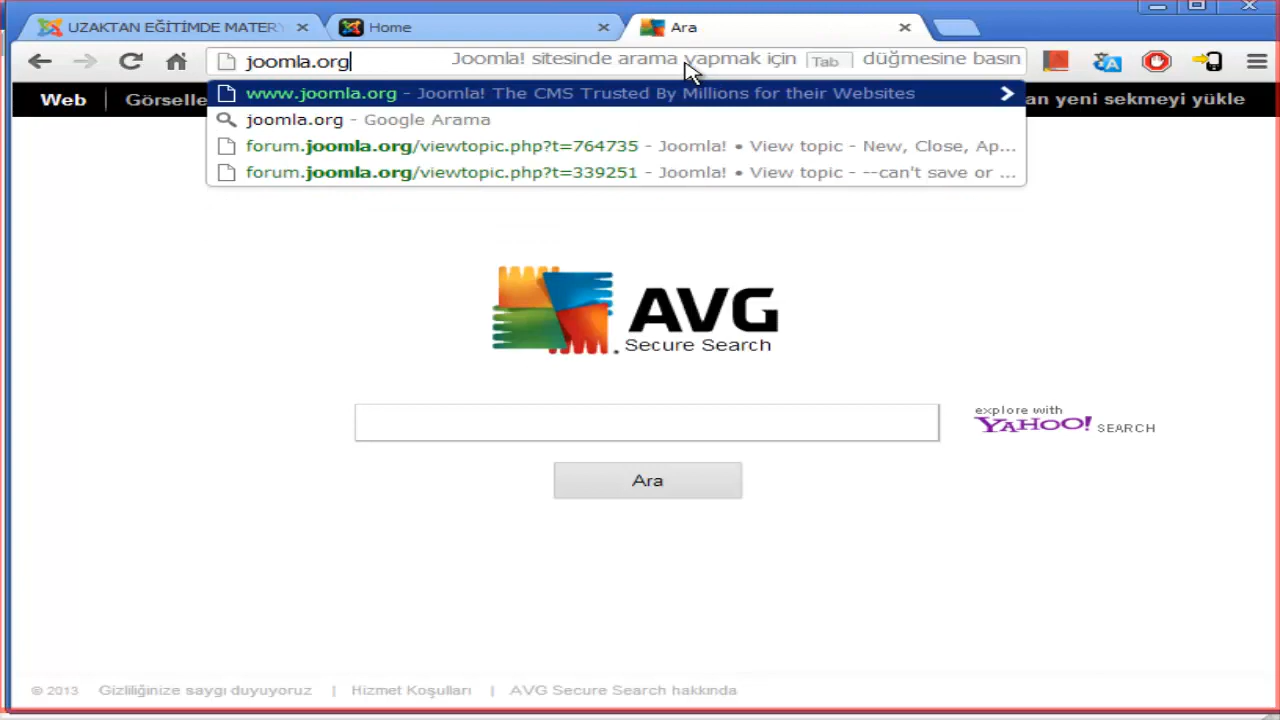 UZAKTAN EĞİTİMDE MATERY
Home
Ara
joomla.org
Joomla! sitesinde arama yapmak için Tab düğmesine basın
Web
Görselle
an yeni sekmeyi yükle
www.joomla.org - Joomla! The CMS Trusted By Millions for their Websites
joomla.org - Google Arama
forum.joomla.org/viewtopic.php?t=764735 - Joomla! • View topic - New, Close, Ap...
forum.joomla.org/viewtopic.php?t=339251 - Joomla! • View topic - --can't save or ...
AVG
Secure Search
explore with
YAHOO! SEARCH
Ara
© 2013 Gizliliğinize saygı duyuyoruz | Hizmet Koşulları | AVG Secure Search hakkında